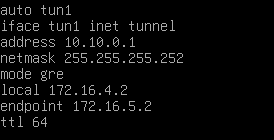 auto tun1
iface tun1 inet tunnel
address 10.10.0.1
netmask 255.255.255.252
mode gre
local 172.16.4.2
endpoint 172.16.5.2
ttl 64